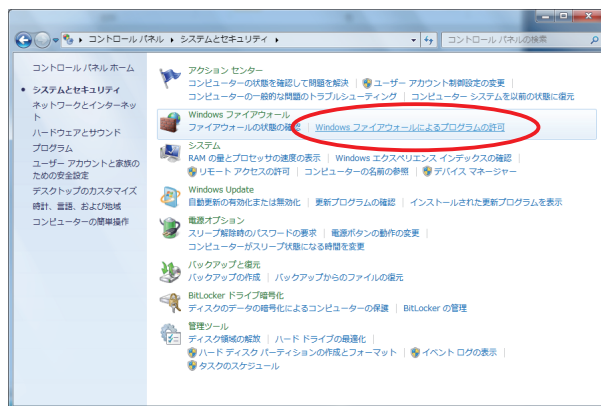 コントロール パネル ▸ システムとセキュリティ ▸
コントロール パネルの検索
コントロール パネル ホーム
システムとセキュリティ
ネットワークとインターネッ
ト
ハードウェアとサウンド
プログラム
ユーザー アカウントと家族の
ための安全設定
デスクトップのカスタマイズ
時計、言語、および地域
コンピューターの簡単操作
アクション センター
コンピューターの状態を確認して問題を解決 | ユーザー アカウント制御設定の変更 |
コンピューターの一般的な問題のトラブルシューティング | コンピューター システムを以前の状態に復元
Windows ファイアウォール
ファイアウォールの状態の確認 | Windows ファイアウォールによるプログラムの許可
システム
RAM の量とプロセッサの速度の表示 | Windows エクスペリエンス インデックスの確認 |
リモート アクセスの許可 | コンピューターの名前の参照 | デバイス マネージャー
Windows Update
自動更新の有効化または無効化 | 更新プログラムの確認 | インストールされた更新プログラムを表示
電源オプション
スリープ解除時のパスワードの要求 | 電源ボタンの動作の変更 |
コンピューターがスリープ状態になる時間を変更
バックアップと復元
バックアップの作成 | バックアップからのファイルの復元
BitLocker ドライブ暗号化
ディスクのデータの暗号化によるコンピューターの保護 | BitLocker の管理
管理ツール
ディスク領域の解放 | ハード ドライブの最適化 |
ハード ディスク パーティションの作成とフォーマット | イベント ログの表示 |
タスクのスケジュール